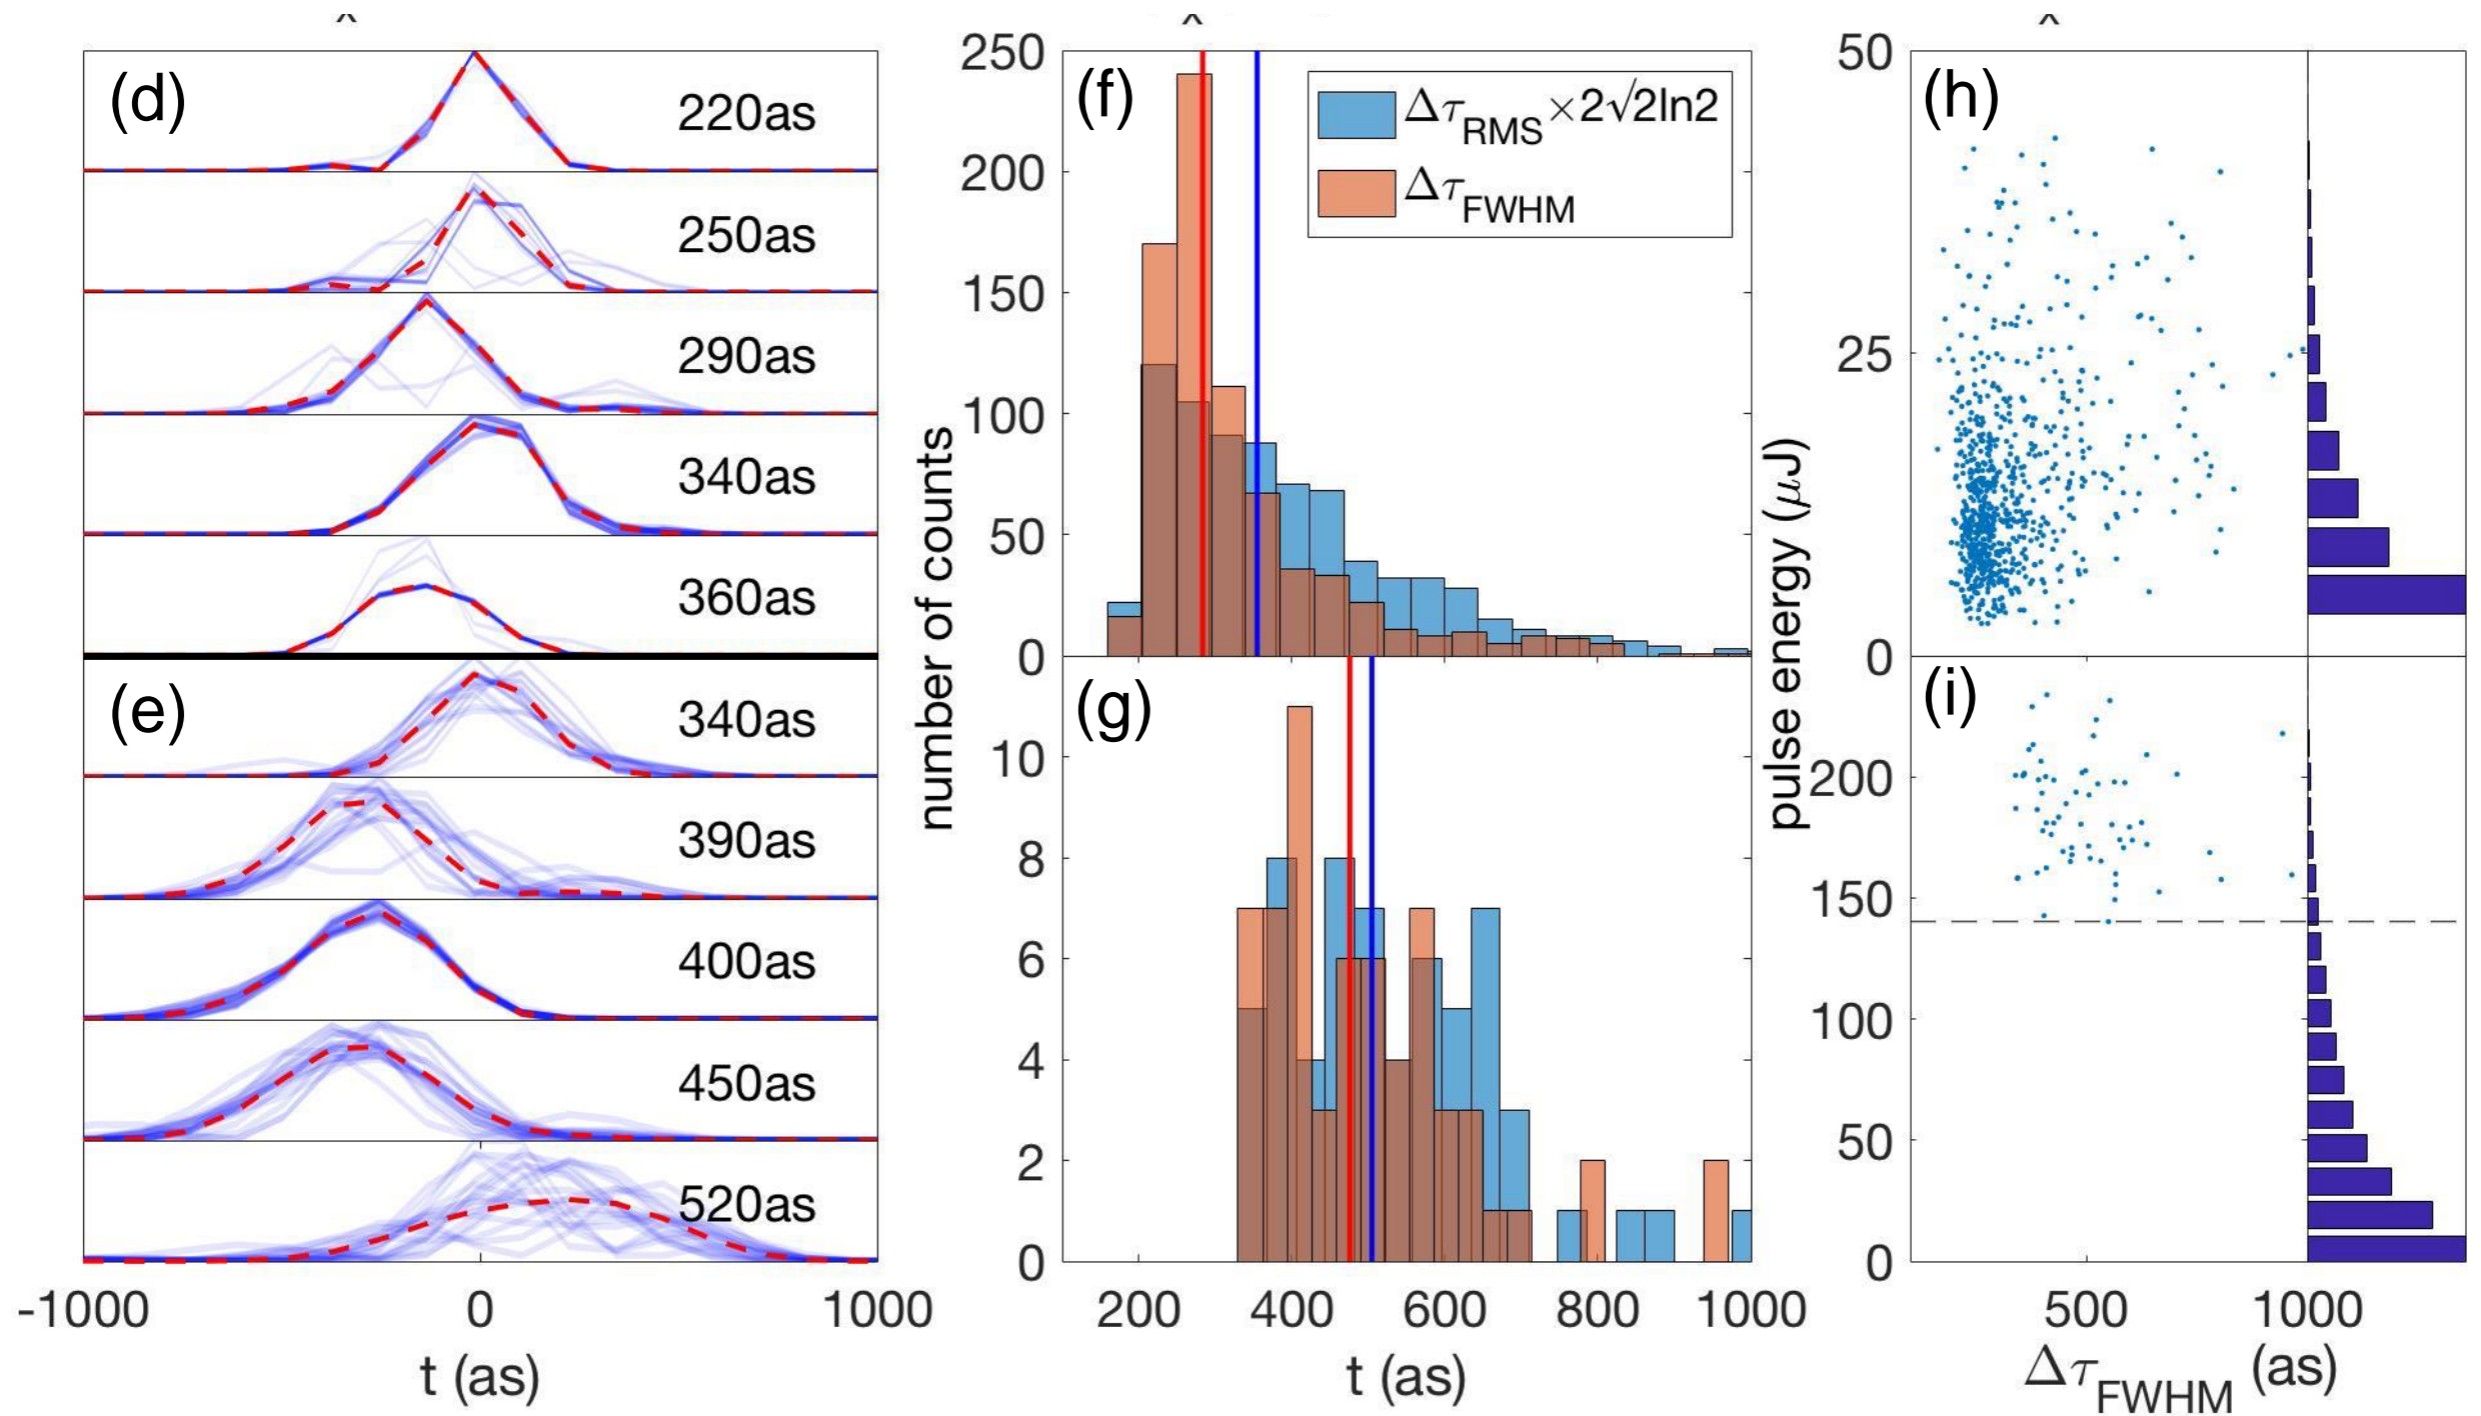 (d)
220as
250as
290as
340as
360as
(e)
340as
390as
400as
450as
520as
-1000 0 1000
t (as)
number of counts
(f)
250
200
150
100
50
0
Δτ_RMS ×2√2ln2
Δτ_FWHM
(g)
10
8
6
4
2
0
200 400 600 800 1000
t (as)
pulse energy (μJ)
(h)
50
25
0
(i)
200
150
100
50
0
500 1000
Δτ_FWHM (as)